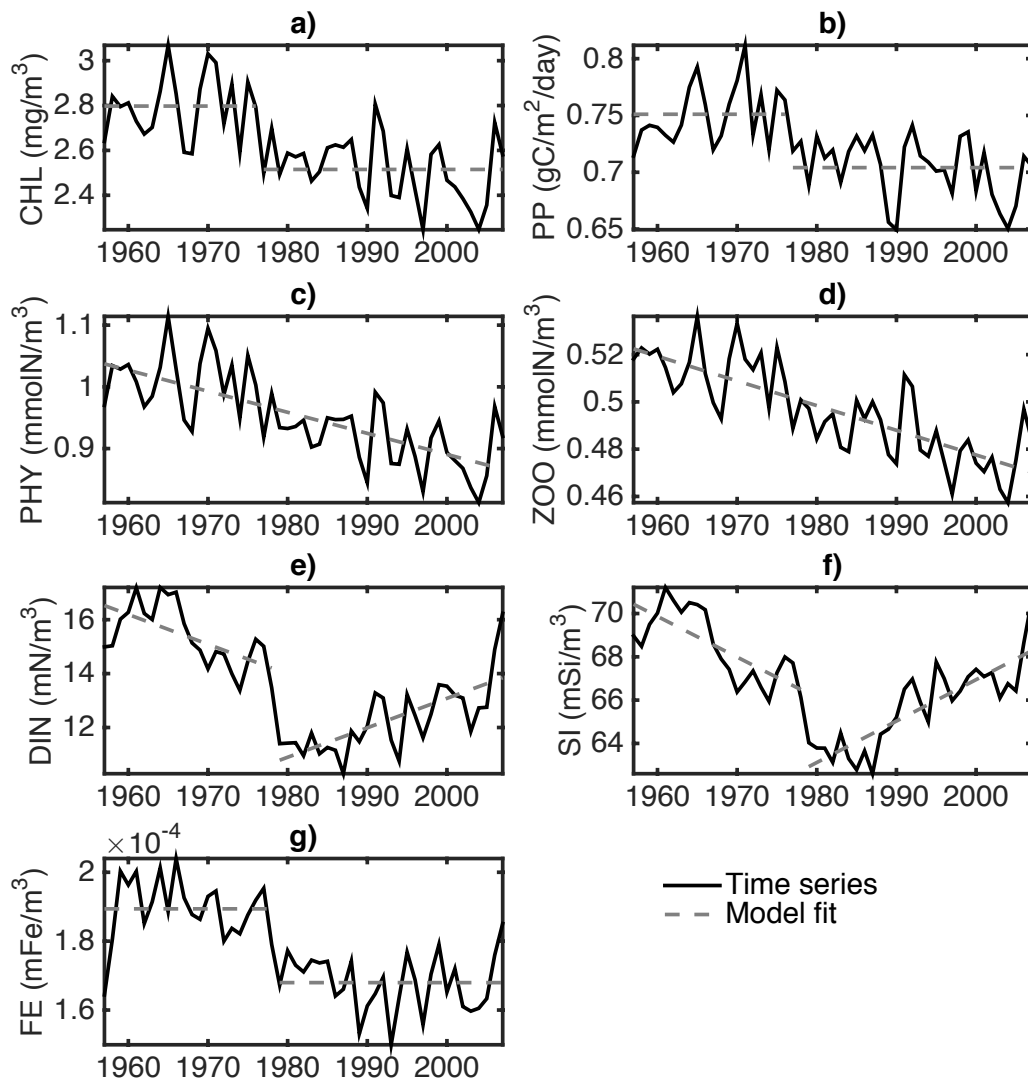 a)
CHL (mg/m³)
3
2.8
2.6
2.4
1960 1970 1980 1990 2000
b)
PP (gC/m²/day)
0.8
0.75
0.7
0.65
1960 1970 1980 1990 2000
c)
PHY (mmolN/m³)
1.1
1
0.9
1960 1970 1980 1990 2000
d)
ZOO (mmolN/m³)
0.52
0.5
0.48
0.46
1960 1970 1980 1990 2000
e)
DIN (mN/m³)
16
14
12
1960 1970 1980 1990 2000
f)
SI (mSi/m³)
70
68
66
64
1960 1970 1980 1990 2000
g)
×10⁻⁴
FE (mFe/m³)
2
1.8
1.6
1960 1970 1980 1990 2000
Time series
Model fit